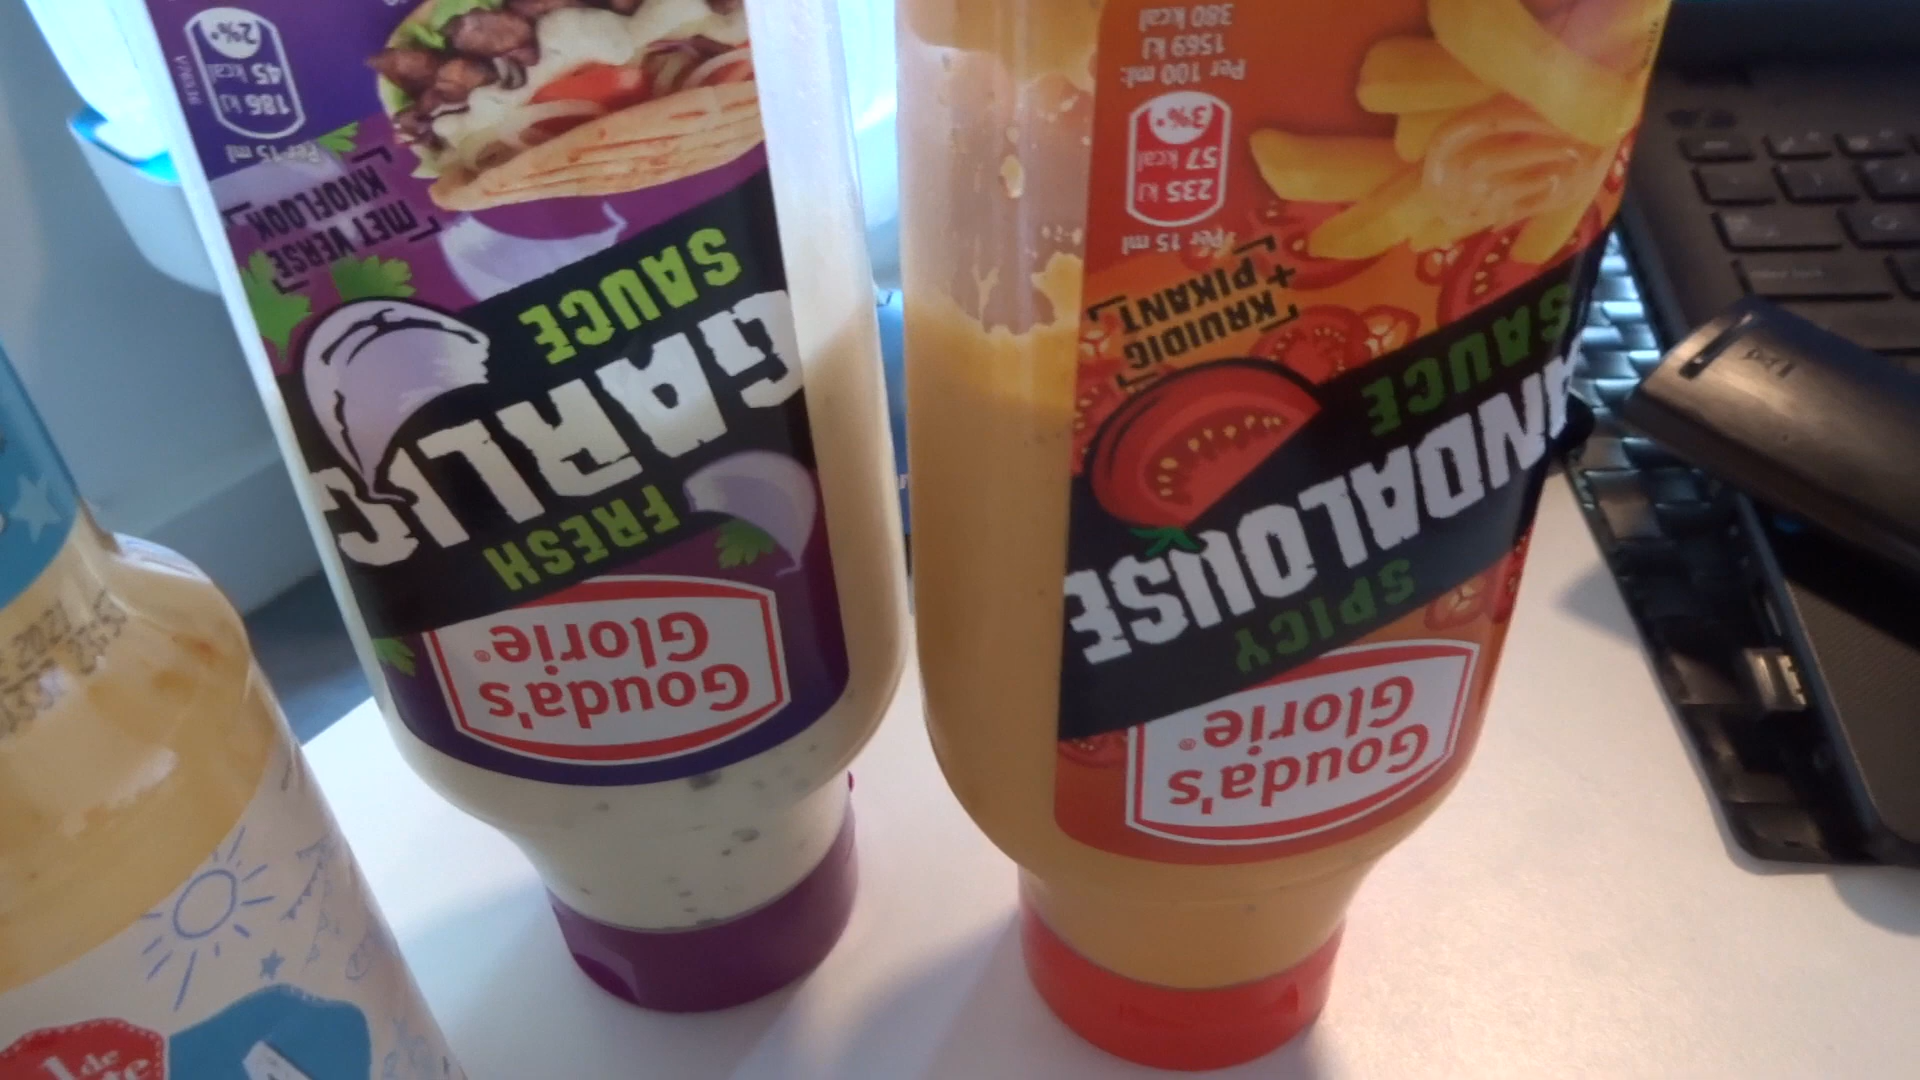 Gouda's
Glorie®
FRESH
GARLIC
SAUCE
MET VERSE
KNOFLOOK
Per 15 ml
186 kJ
45 kcal
2%*
Gouda's
Glorie®
SPICY
ANDALOUSE
SAUCE
KRUIDIG
+ PIKANT
Per 15 ml
235 kJ
57 kcal
3%*
Per 100 ml:
1569 kJ
380 kcal
de